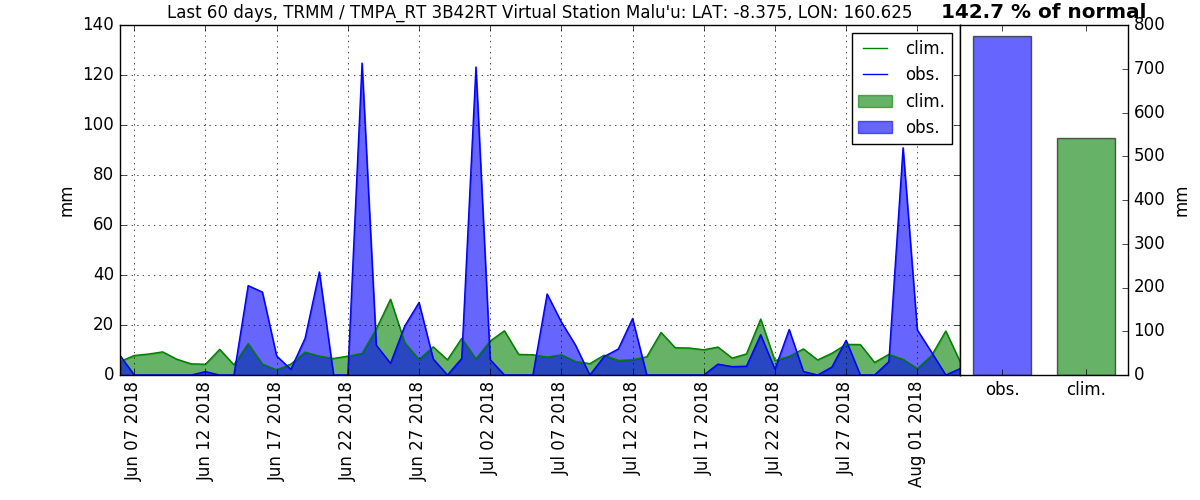 Last 60 days, TRMM / TMPA_RT 3B42RT Virtual Station Malu'u: LAT: -8.375, LON: 160.625
142.7 % of normal
140
120
100
80
60
40
20
0
mm
clim.
obs.
clim.
obs.
Jun 07 2018
Jun 12 2018
Jun 17 2018
Jun 22 2018
Jun 27 2018
Jul 02 2018
Jul 07 2018
Jul 12 2018
Jul 17 2018
Jul 22 2018
Jul 27 2018
Aug 01 2018
800
700
600
500
400
300
200
100
0
mm
obs.
clim.